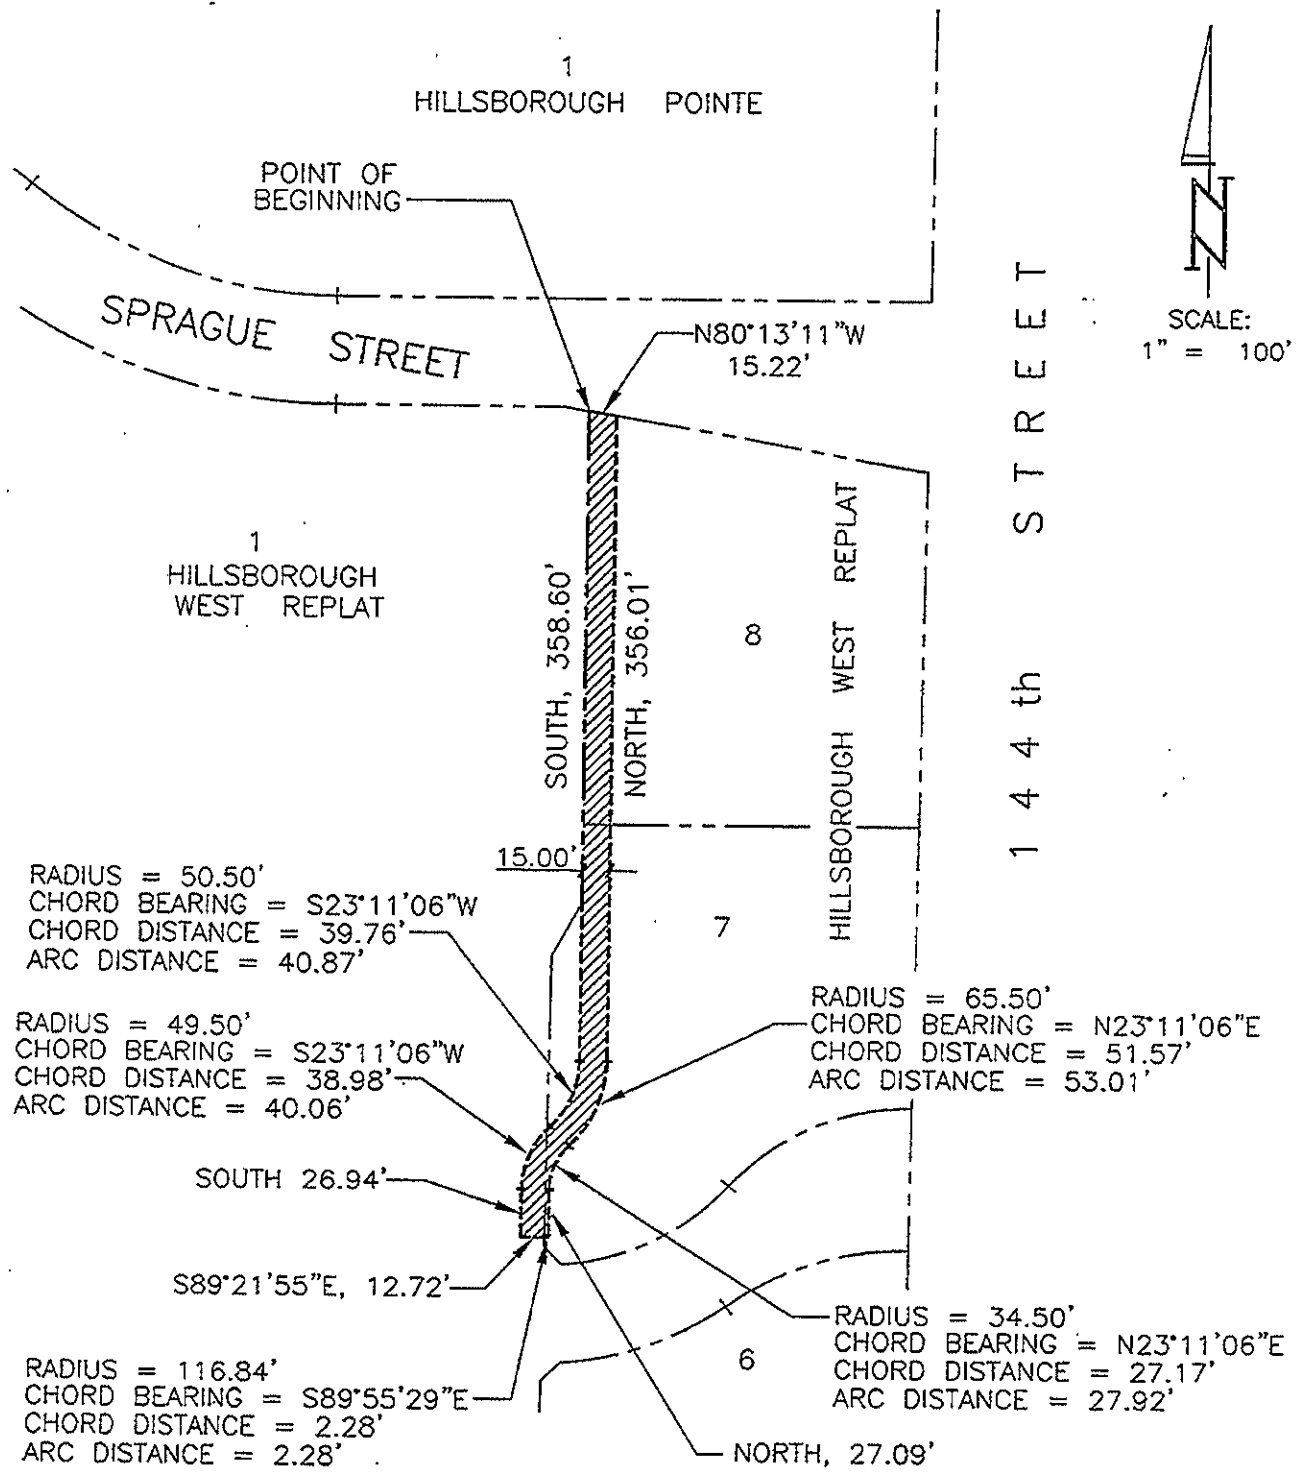 1
HILLSBOROUGH POINTE
POINT OF
BEGINNING
N
SCALE:
1" = 100'
SPRAGUE STREET
N80°13'11"W
15.22'
144th STREET
1
HILLSBOROUGH
WEST REPLAT
SOUTH, 358.60'
NORTH, 356.01'
8
HILLSBOROUGH WEST REPLAT
15.00'
7
RADIUS = 50.50'
CHORD BEARING = S23°11'06"W
CHORD DISTANCE = 39.76'
ARC DISTANCE = 40.87'
RADIUS = 49.50'
CHORD BEARING = S23°11'06"W
CHORD DISTANCE = 38.98'
ARC DISTANCE = 40.06'
RADIUS = 65.50'
CHORD BEARING = N23°11'06"E
CHORD DISTANCE = 51.57'
ARC DISTANCE = 53.01'
SOUTH 26.94'
S89°21'55"E, 12.72'
RADIUS = 116.84'
CHORD BEARING = S89°55'29"E
CHORD DISTANCE = 2.28'
ARC DISTANCE = 2.28'
6
RADIUS = 34.50'
CHORD BEARING = N23°11'06"E
CHORD DISTANCE = 27.17'
ARC DISTANCE = 27.92'
NORTH, 27.09'